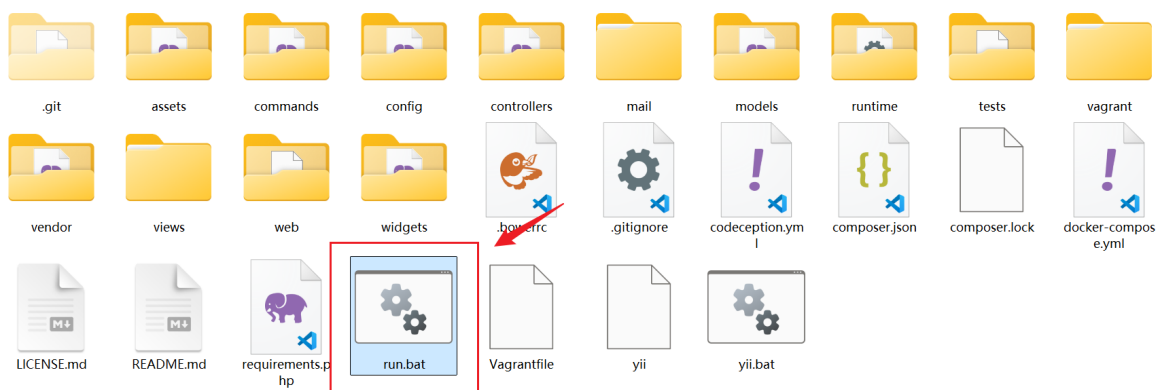 .git assets commands config controllers mail models runtime tests vagrant
vendor views web widgets .bowerrc .gitignore codeception.ym composer.json composer.lock docker-compos
l e.yml
M↓ M↓
LICENSE.md README.md requirements.p run.bat Vagrantfile yii yii.bat
hp